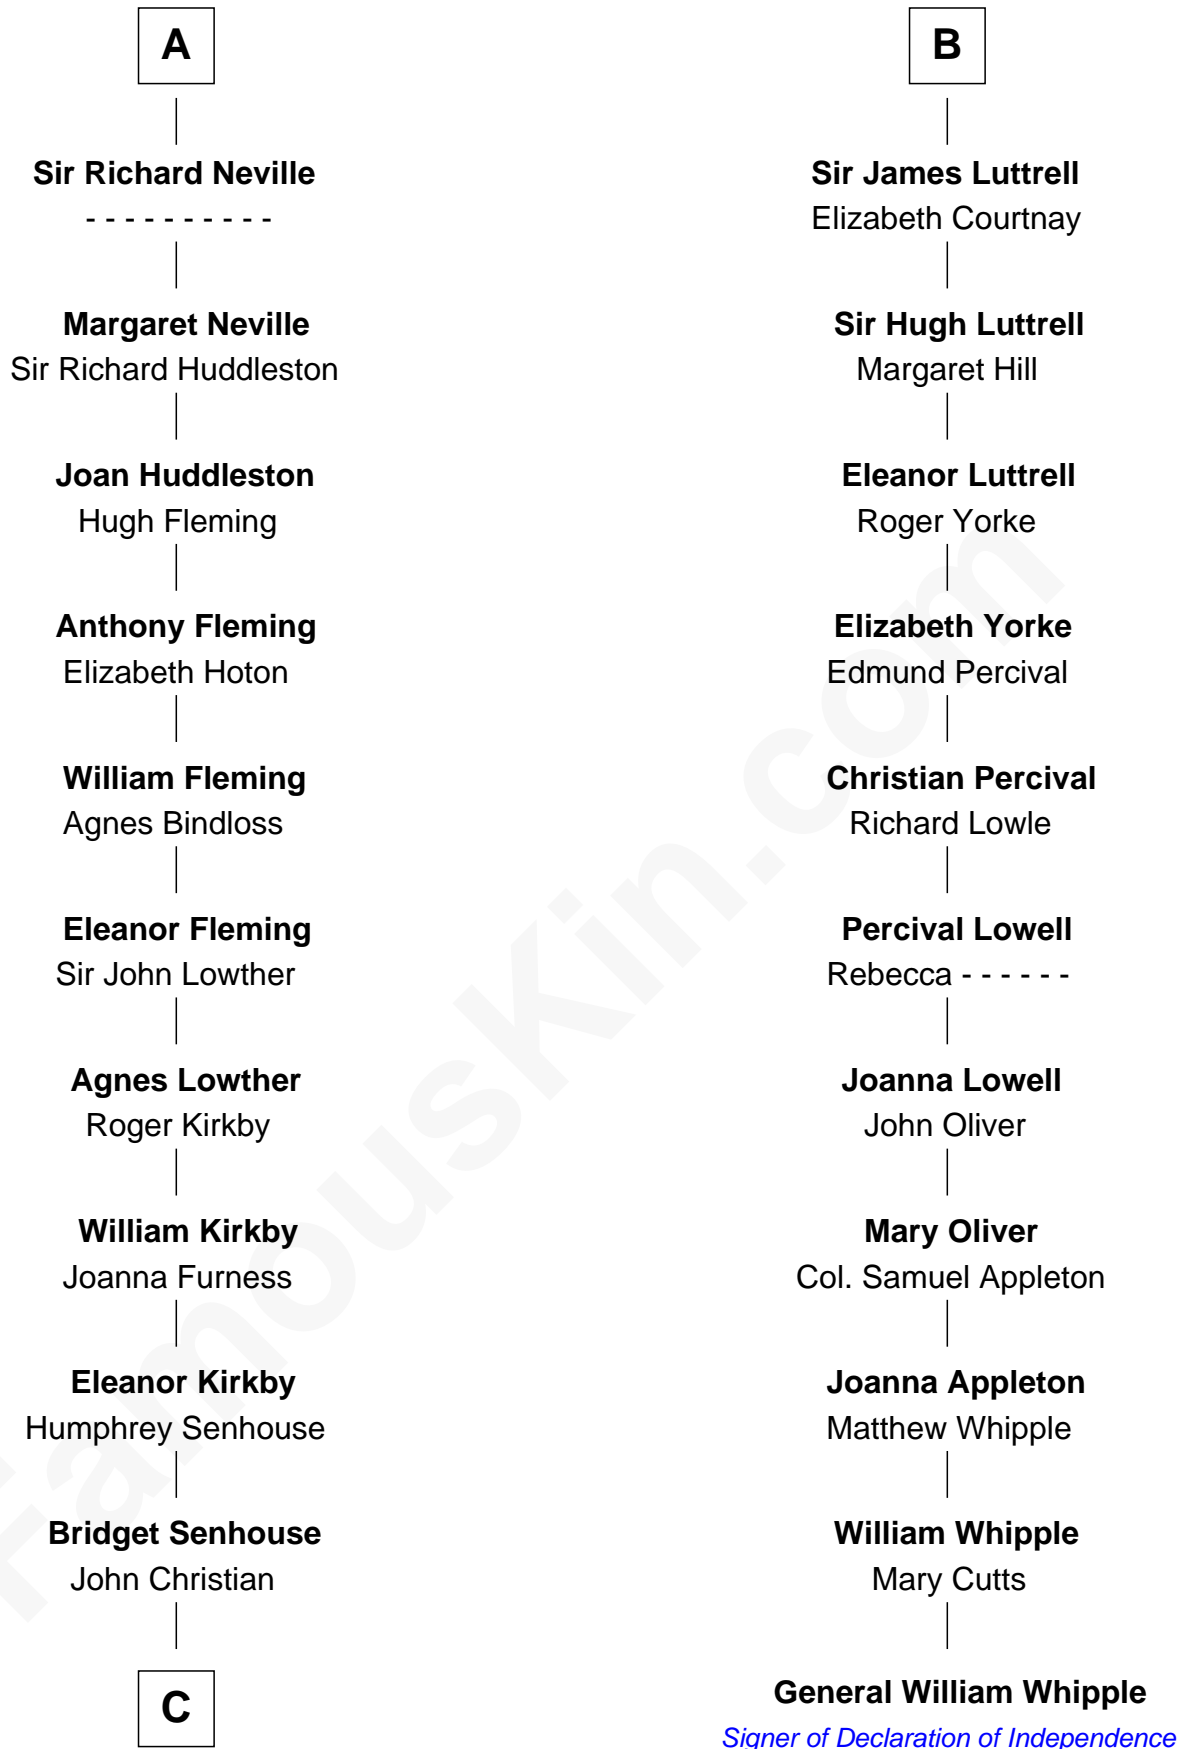 A
Sir Richard Neville
- - - - - - - - - -
Margaret Neville
Sir Richard Huddleston
Joan Huddleston
Hugh Fleming
Anthony Fleming
Elizabeth Hoton
William Fleming
Agnes Bindloss
Eleanor Fleming
Sir John Lowther
Agnes Lowther
Roger Kirkby
William Kirkby
Joanna Furness
Eleanor Kirkby
Humphrey Senhouse
Bridget Senhouse
John Christian
C
B
Sir James Luttrell
Elizabeth Courtnay
Sir Hugh Luttrell
Margaret Hill
Eleanor Luttrell
Roger Yorke
Elizabeth Yorke
Edmund Percival
Christian Percival
Richard Lowle
Percival Lowell
Rebecca - - - - - -
Joanna Lowell
John Oliver
Mary Oliver
Col. Samuel Appleton
Joanna Appleton
Matthew Whipple
William Whipple
Mary Cutts
General William Whipple
Signer of Declaration of Independence
FamousKin.com